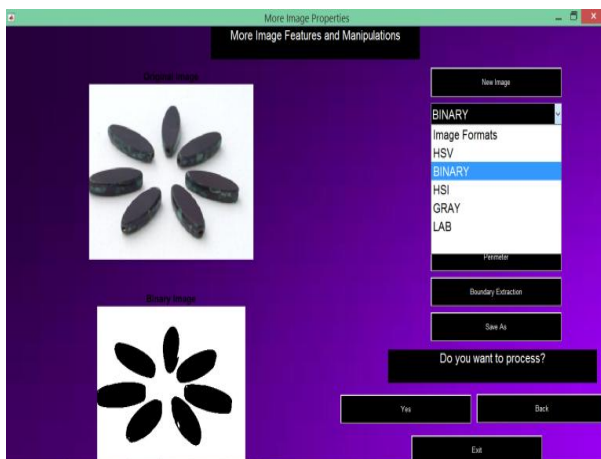 More Image Properties
More Image Features and Manipulations
Original Image
New Image
BINARY
Image Formats
HSV
BINARY
HSI
GRAY
LAB
Perimeter
Boundary Extraction
Binary Image
Save As
Do you want to process?
Yes
Back
Exit